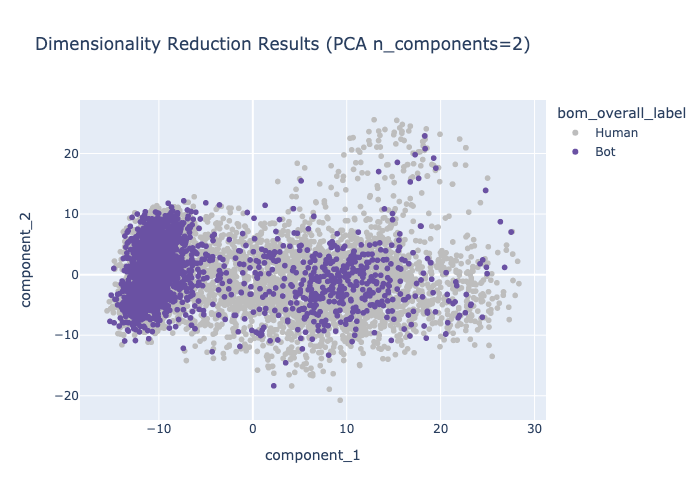 Dimensionality Reduction Results (PCA n_components=2)
bom_overall_label
Human
Bot
component_2
20
10
0
−10
−20
−10
0
10
20
30
component_1